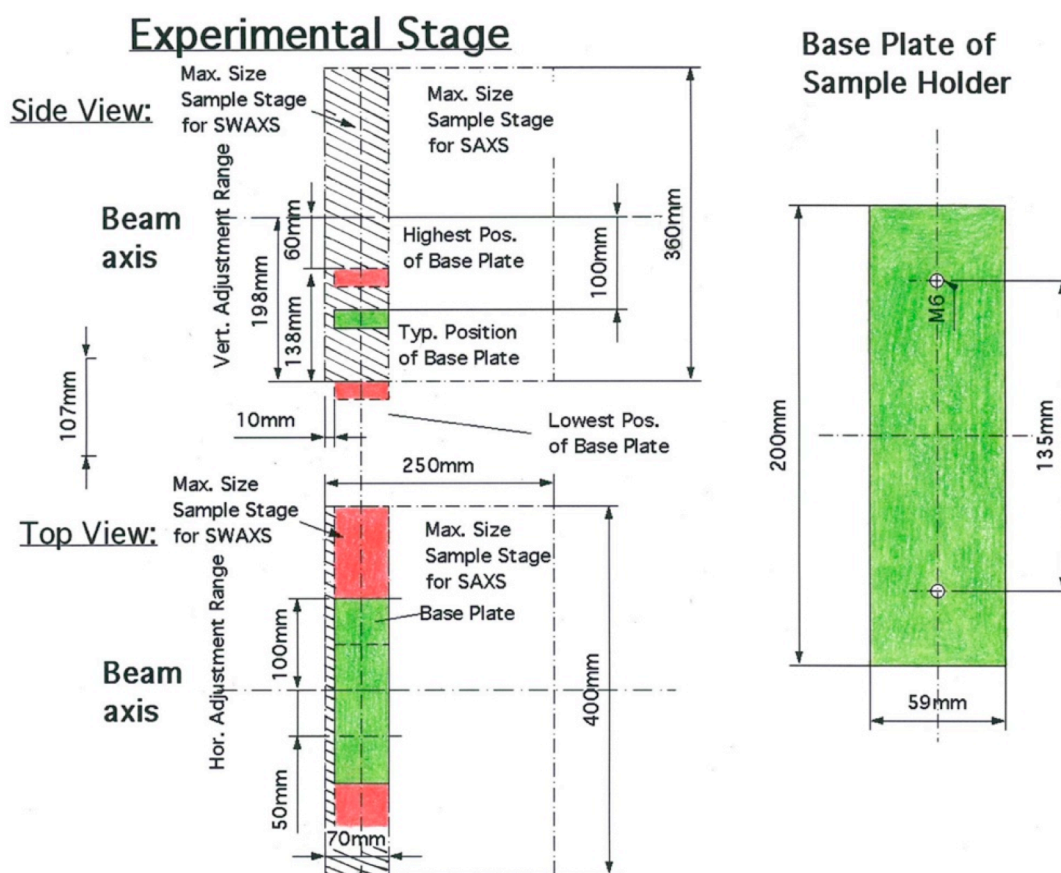 Experimental Stage
Base Plate of
Sample Holder
Side View:
Max. Size
Sample Stage
for SWAXS
Max. Size
Sample Stage
for SAXS
Vert. Adjustment Range
Beam
axis
60mm
198mm
138mm
100mm
360mm
Highest Pos.
of Base Plate
Typ. Position
of Base Plate
107mm
10mm
Lowest Pos.
of Base Plate
250mm
Top View:
Max. Size
Sample Stage
for SWAXS
Max. Size
Sample Stage
for SAXS
Base Plate
Hor. Adjustment Range
Beam
axis
100mm
50mm
400mm
70mm
M6
200mm
135mm
59mm